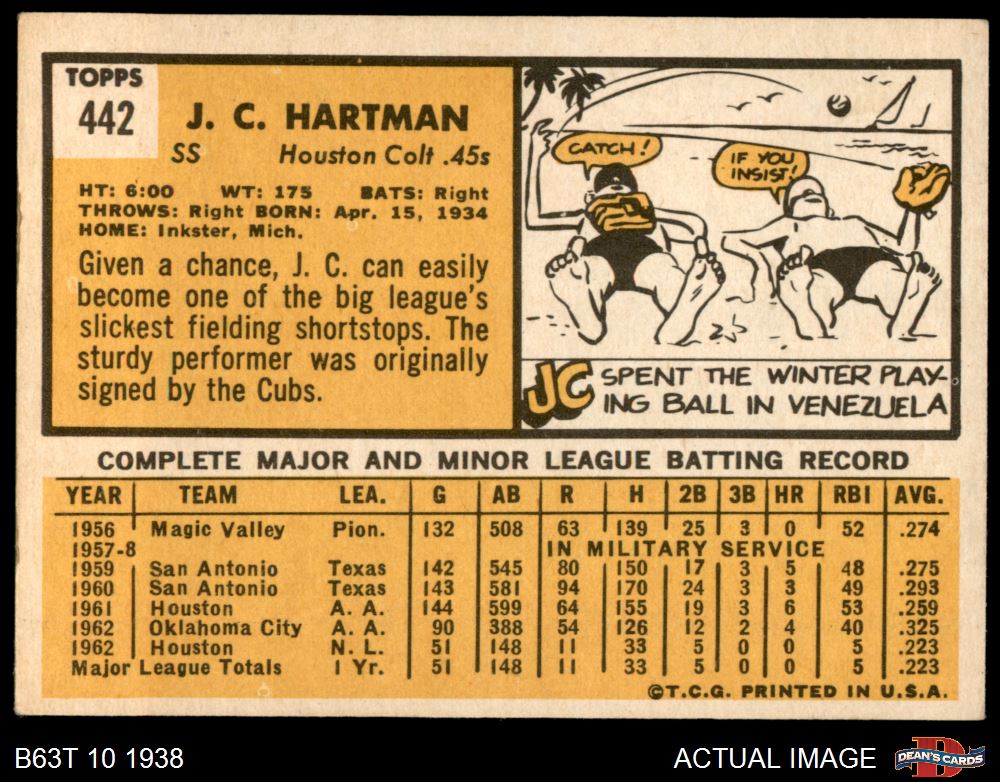 TOPPS
442
J. C. HARTMAN
SS Houston Colt .45s
HT: 6:00 WT: 175 BATS: Right
THROWS: Right BORN: Apr. 15, 1934
HOME: Inkster, Mich.
Given a chance, J. C. can easily
become one of the big league's
slickest fielding shortstops. The
sturdy performer was originally
signed by the Cubs.
CATCH!
IF YOU
INSIST!
JC SPENT THE WINTER PLAY-
ING BALL IN VENEZUELA
COMPLETE MAJOR AND MINOR LEAGUE BATTING RECORD
YEAR TEAM LEA. G AB R H 2B 3B HR RBI AVG.
1956 Magic Valley Pion. 132 508 63 139 25 3 0 52 .274
1957-8 IN MILITARY SERVICE
1959 San Antonio Texas 142 545 80 150 17 3 5 48 .275
1960 San Antonio Texas 143 581 94 170 24 3 3 49 .293
1961 Houston A. A. 144 599 64 155 19 3 6 53 .259
1962 Oklahoma City A. A. 90 388 54 126 12 2 4 40 .325
1962 Houston N. L. 51 148 11 33 5 0 0 5 .223
Major League Totals 1 Yr. 51 148 11 33 5 0 0 5 .223
©T.C.G. PRINTED IN U.S.A.
B63T 10 1938
ACTUAL IMAGE
D
DEAN'S CARDS